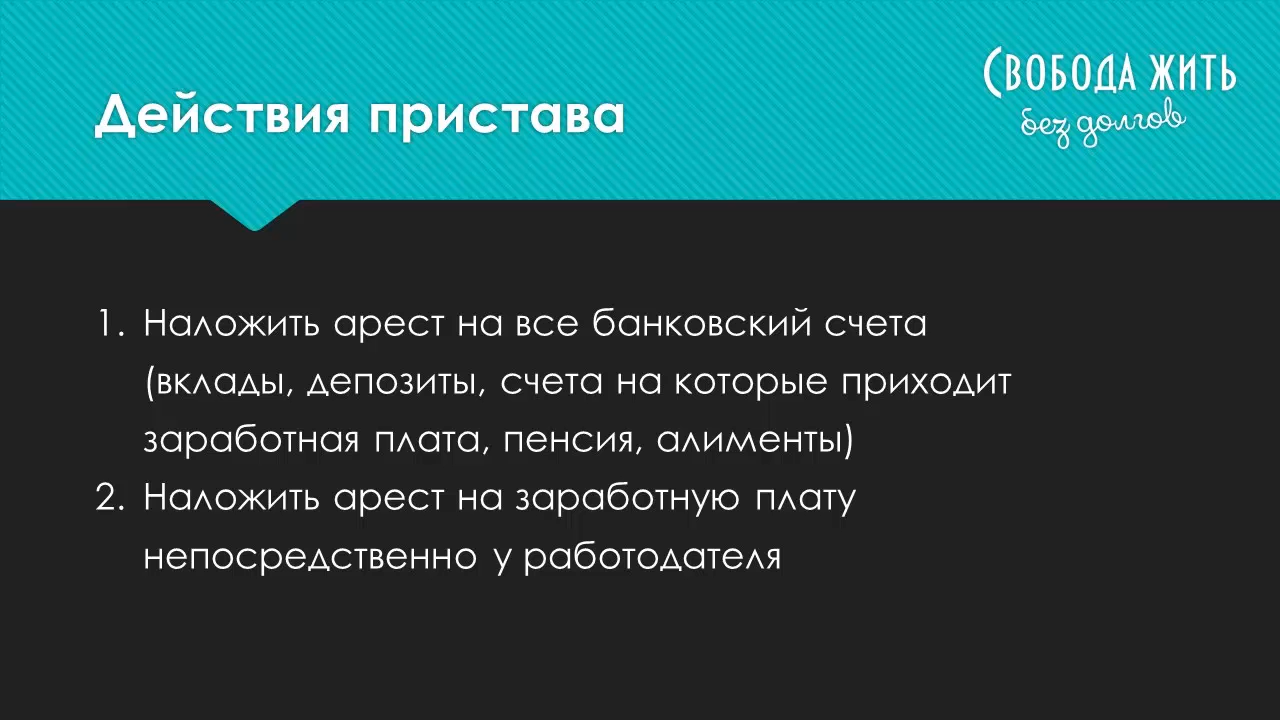 Действия пристава
СВОБОДА ЖИТЬ
без долгов
1. Наложить арест на все банковский счета
(вклады, депозиты, счета на которые приходит
заработная плата, пенсия, алименты)
2. Наложить арест на заработную плату
непосредственно у работодателя